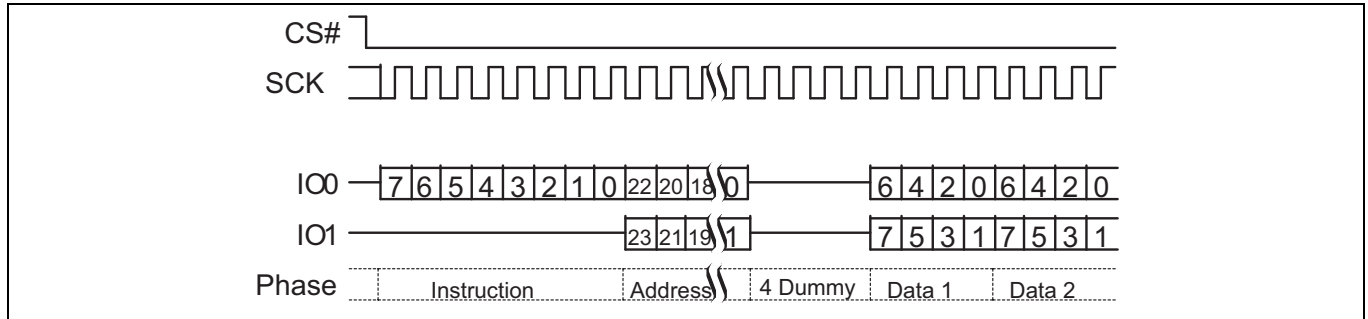 CS#
SCK
IO0 7 6 5 4 3 2 1 0 22 20 18 0 6 4 2 0 6 4 2 0
IO1 23 21 19 1 7 5 3 1 7 5 3 1
Phase Instruction Address 4 Dummy Data 1 Data 2